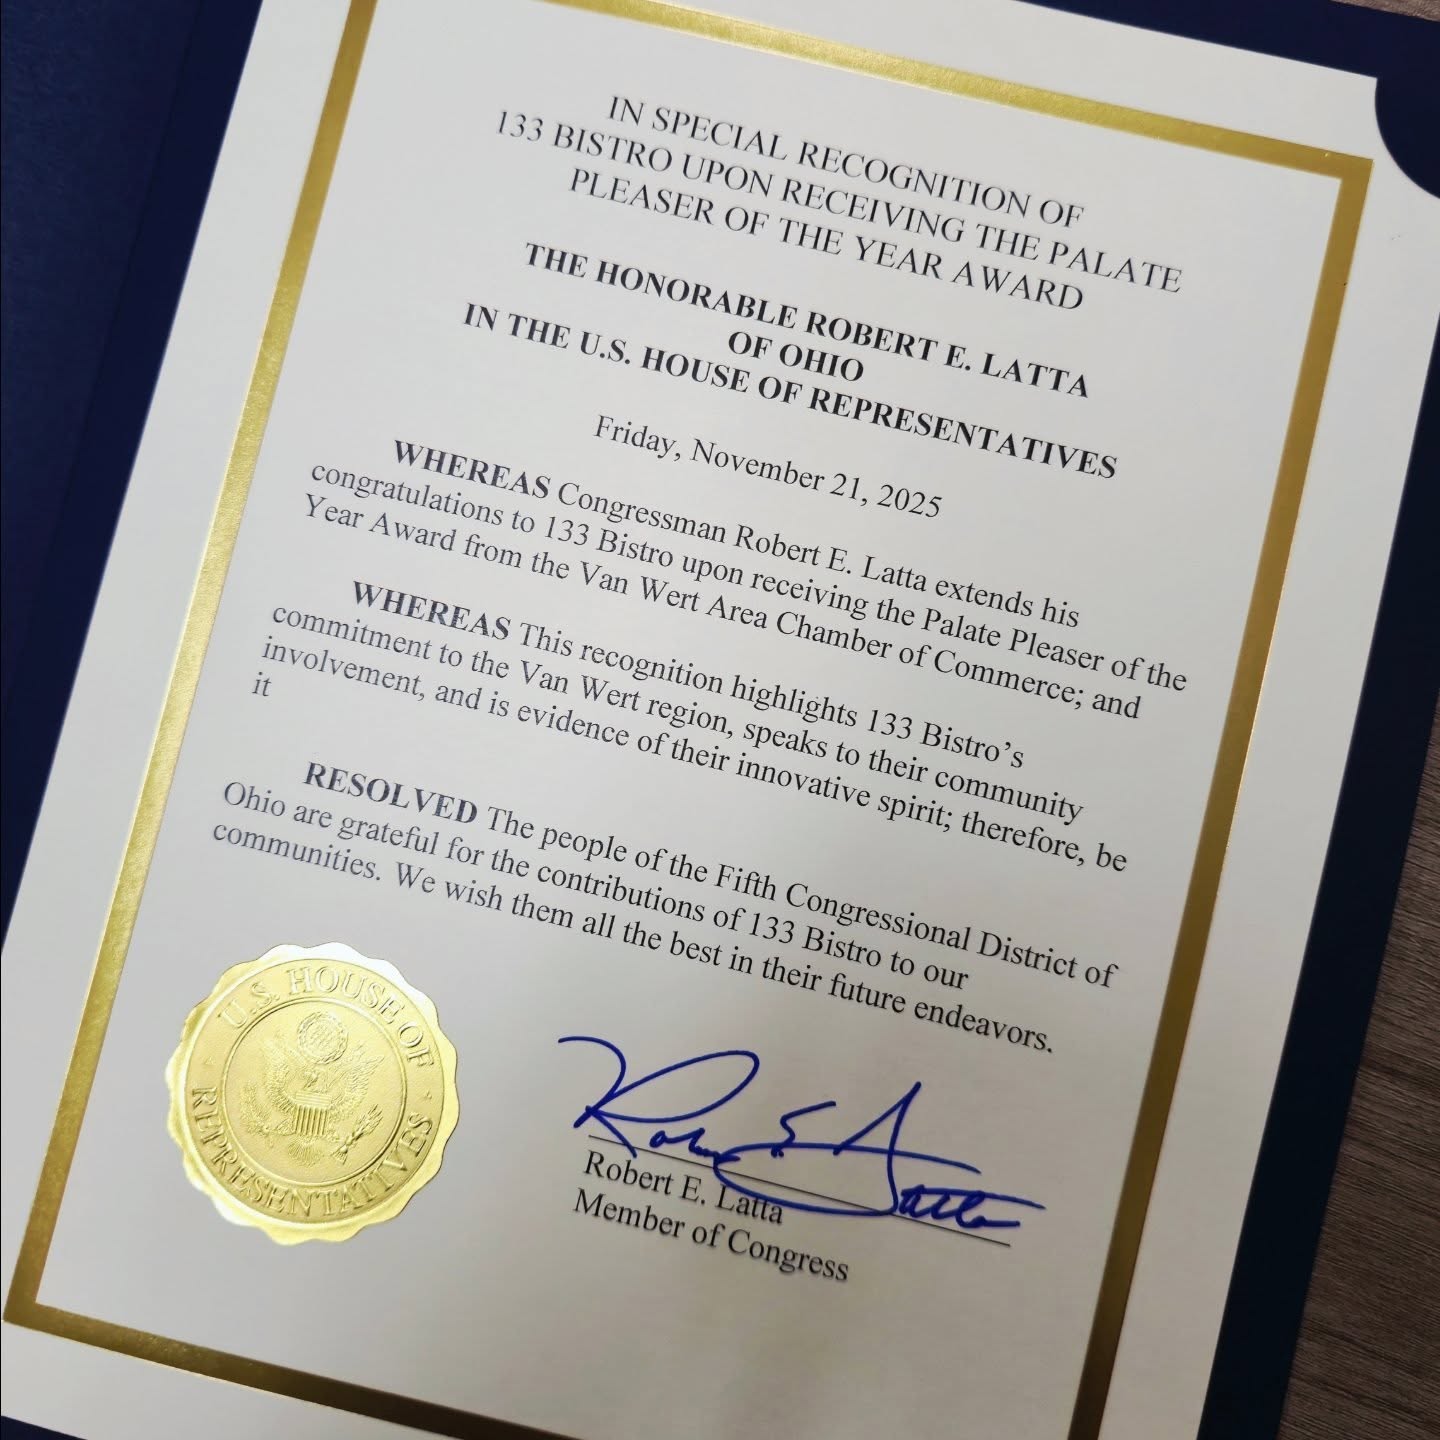 IN SPECIAL RECOGNITION OF
133 BISTRO UPON RECEIVING THE PALATE
PLEASER OF THE YEAR AWARD
THE HONORABLE ROBERT E. LATTA
OF OHIO
IN THE U.S. HOUSE OF REPRESENTATIVES
Friday, November 21, 2025
WHEREAS Congressman Robert E. Latta extends his
congratulations to 133 Bistro upon receiving the Palate Pleaser of the
Year Award from the Van Wert Area Chamber of Commerce; and
WHEREAS This recognition highlights 133 Bistro’s
commitment to the Van Wert region, speaks to their community
involvement, and is evidence of their innovative spirit; therefore, be
it
RESOLVED The people of the Fifth Congressional District of
Ohio are grateful for the contributions of 133 Bistro to our
communities. We wish them all the best in their future endeavors.
U.S. HOUSE OF
REPRESENTATIVES
Robert E. Latta
Robert E. Latta
Member of Congress